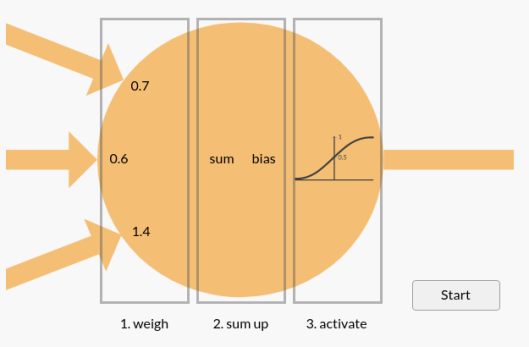 0.7
1
0.5
0.6
sum bias
1.4
Start
1. weigh
2. sum up
3. activate